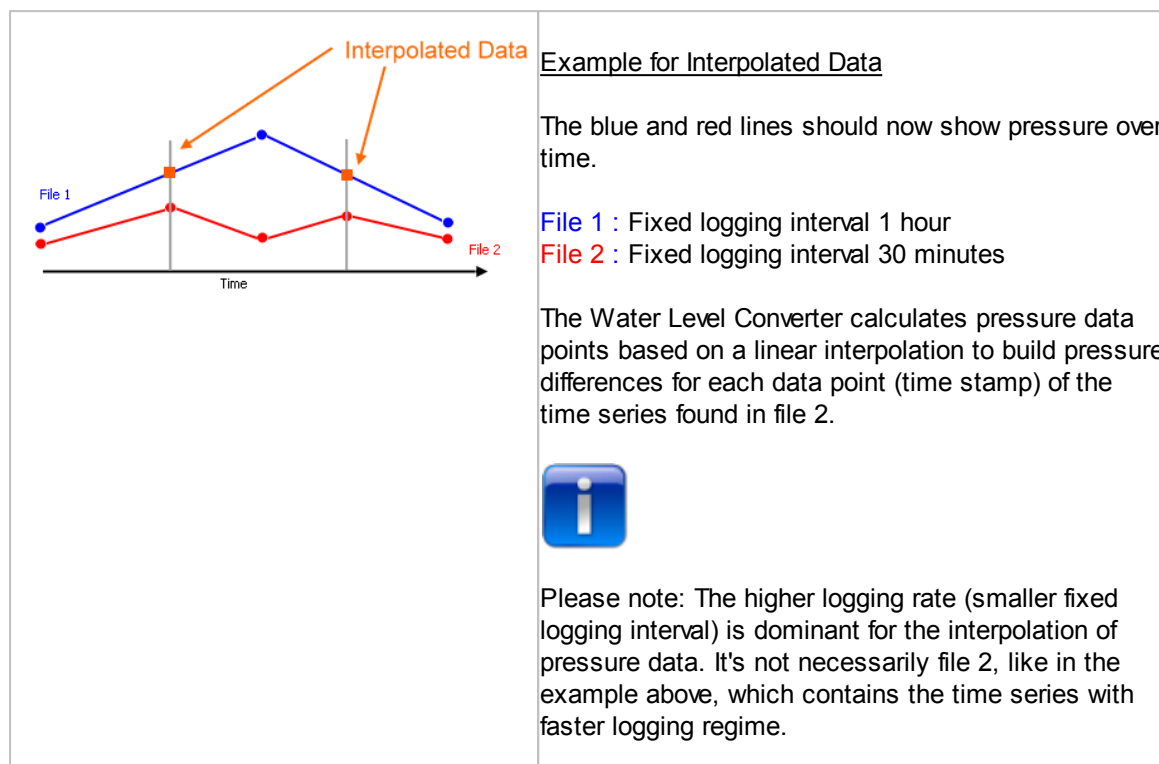 Interpolated Data
File 1
File 2
Time
Example for Interpolated Data
The blue and red lines should now show pressure over
time.
File 1 : Fixed logging interval 1 hour
File 2 : Fixed logging interval 30 minutes
The Water Level Converter calculates pressure data
points based on a linear interpolation to build pressure
differences for each data point (time stamp) of the
time series found in file 2.
i
Please note: The higher logging rate (smaller fixed
logging interval) is dominant for the interpolation of
pressure data. It's not necessarily file 2, like in the
example above, which contains the time series with
faster logging regime.